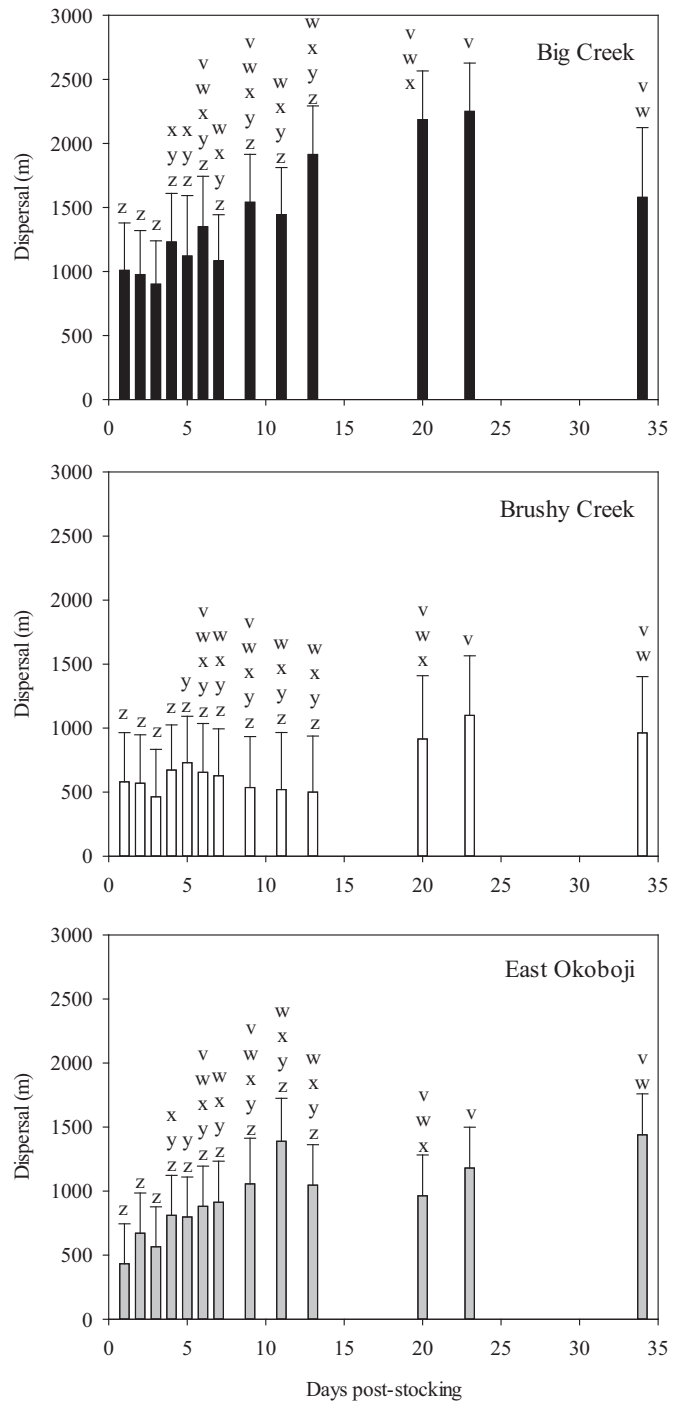 Big Creek
Dispersal (m)
3000
2500
2000
1500
1000
500
0
z z z
x y z
x y z
v w x y z
w x y z
v w x y z
w x y z
w x y z
v w x
v
v w
0 5 10 15 20 25 30 35
Brushy Creek
Dispersal (m)
3000
2500
2000
1500
1000
500
0
z z z z
y z
v w x y z
w x y z
v w x y z
w x y z
w x y z
v w x
v
v w
0 5 10 15 20 25 30 35
East Okoboji
Dispersal (m)
3000
2500
2000
1500
1000
500
0
z z z
x y z
y z
v w x y z
w x y z
v w x y z
w x y z
w x y z
v w x
v
v w
0 5 10 15 20 25 30 35
Days post-stocking